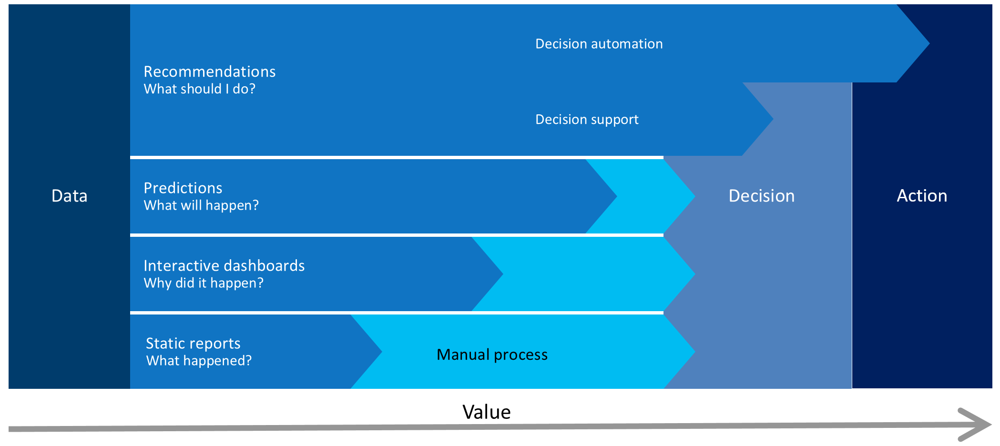 Decision automation
Recommendations
What should I do?
Decision support
Data
Predictions
What will happen?
Decision
Action
Interactive dashboards
Why did it happen?
Static reports
What happened?
Manual process
Value